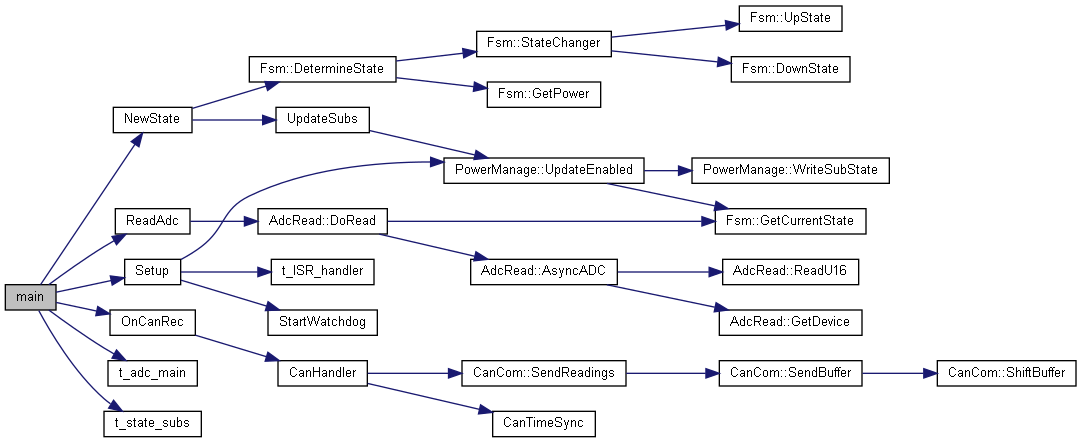 Fsm::UpState
Fsm::StateChanger
Fsm::DetermineState
Fsm::DownState
Fsm::GetPower
NewState
UpdateSubs
PowerManage::UpdateEnabled
PowerManage::WriteSubState
ReadAdc
AdcRead::DoRead
Fsm::GetCurrentState
Setup
t_ISR_handler
AdcRead::AsyncADC
AdcRead::ReadU16
main
OnCanRec
StartWatchdog
AdcRead::GetDevice
t_adc_main
CanHandler
CanCom::SendReadings
CanCom::SendBuffer
CanCom::ShiftBuffer
t_state_subs
CanTimeSync